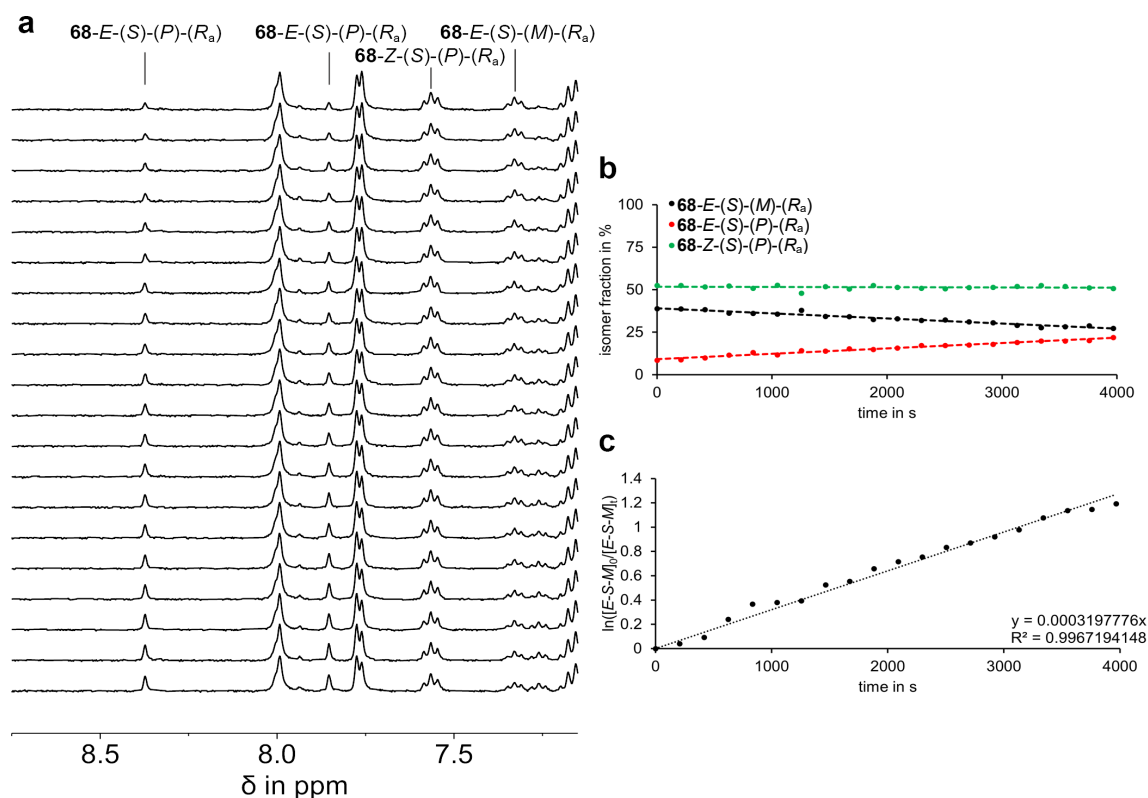 a
68-E-(S)-(P)-(Rₐ) 68-E-(S)-(P)-(Rₐ) 68-E-(S)-(M)-(Rₐ)
68-Z-(S)-(P)-(Rₐ)
8.5 8.0 7.5
δ in ppm
b
100
75
50
25
0
isomer fraction in %
68-E-(S)-(M)-(Rₐ)
68-E-(S)-(P)-(Rₐ)
68-Z-(S)-(P)-(Rₐ)
0 1000 2000 3000 4000
time in s
c
1.4
1.2
1
0.8
0.6
0.4
0.2
0
ln([E-S-M]₀/[E-S-M]ₜ)
y = 0.0003197776x
R² = 0.9967194148
0 1000 2000 3000 4000
time in s